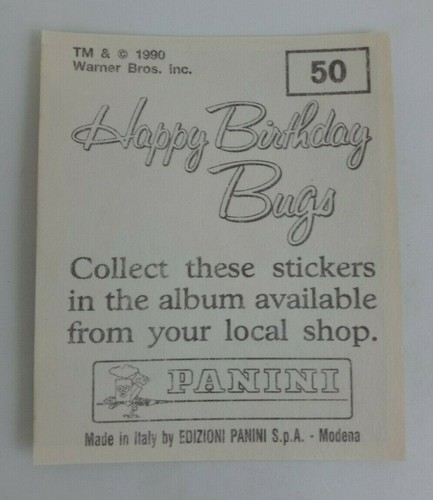 TM & © 1990
Warner Bros. Inc.
50
Happy Birthday
Bugs
Collect these stickers
in the album available
from your local shop.
PANINI
Made in Italy by EDIZIONI PANINI S.p.A. - Modena